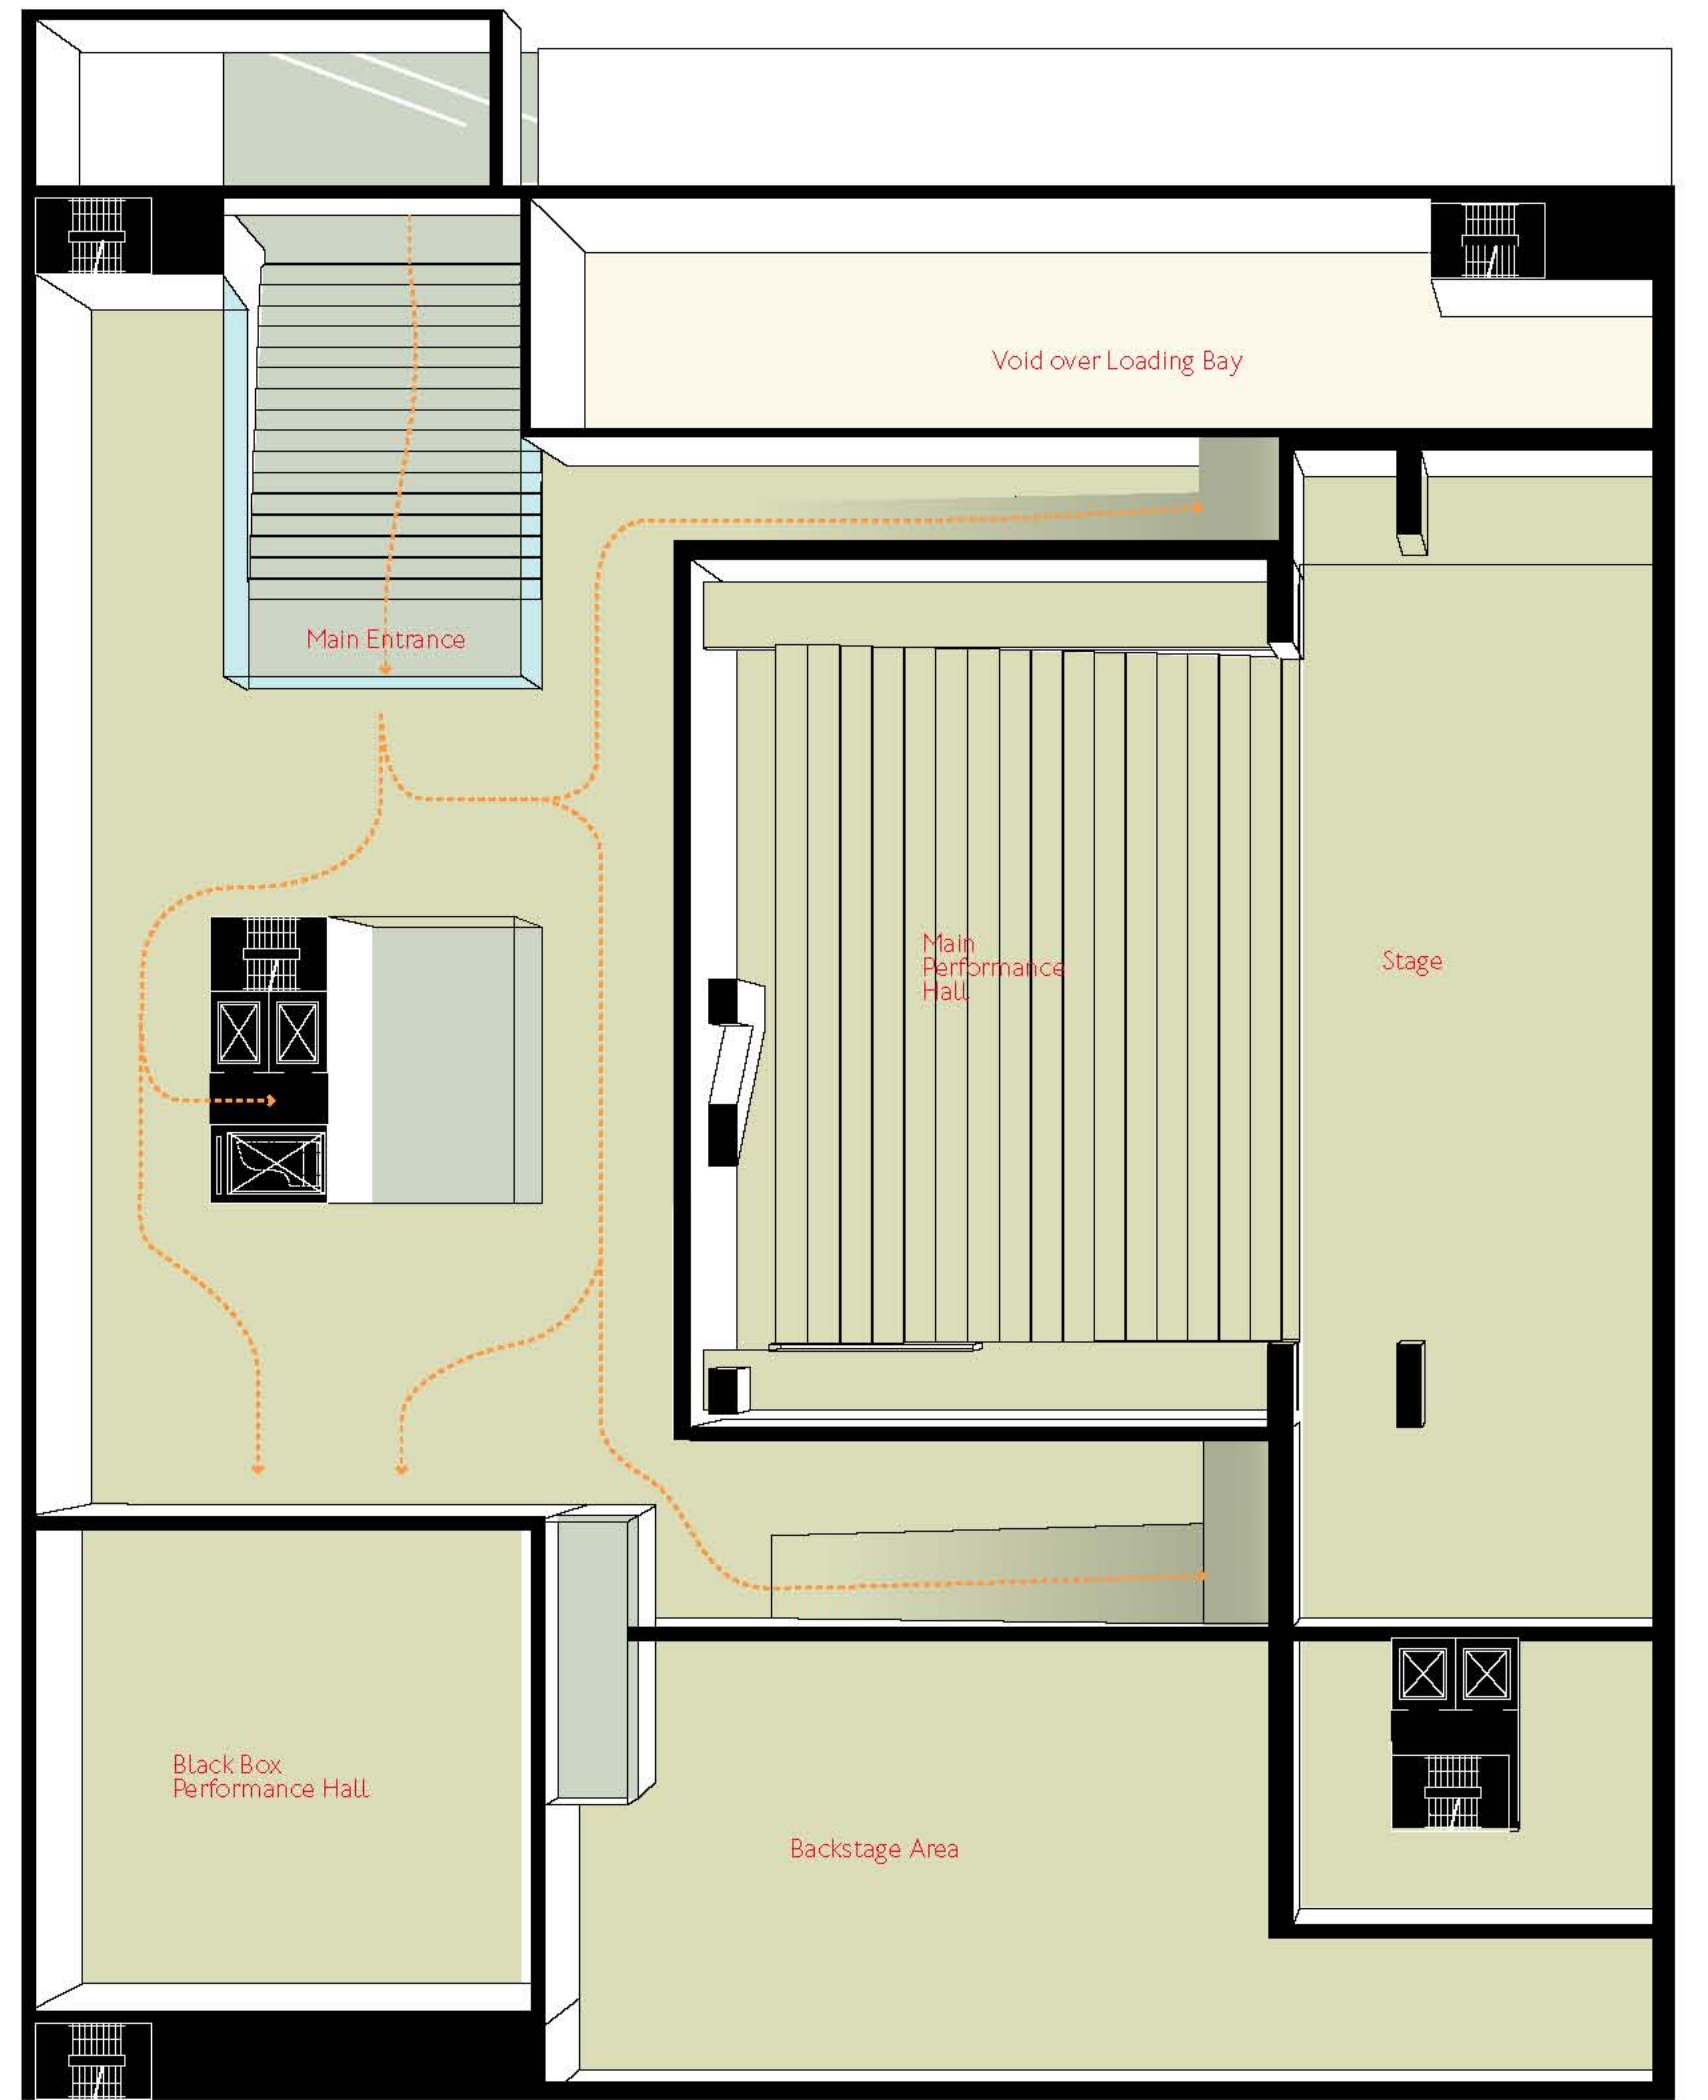 Void over Loading Bay
Main Entrance
Main
Performance
Hall
Stage
Black Box
Performance Hall
Backstage Area